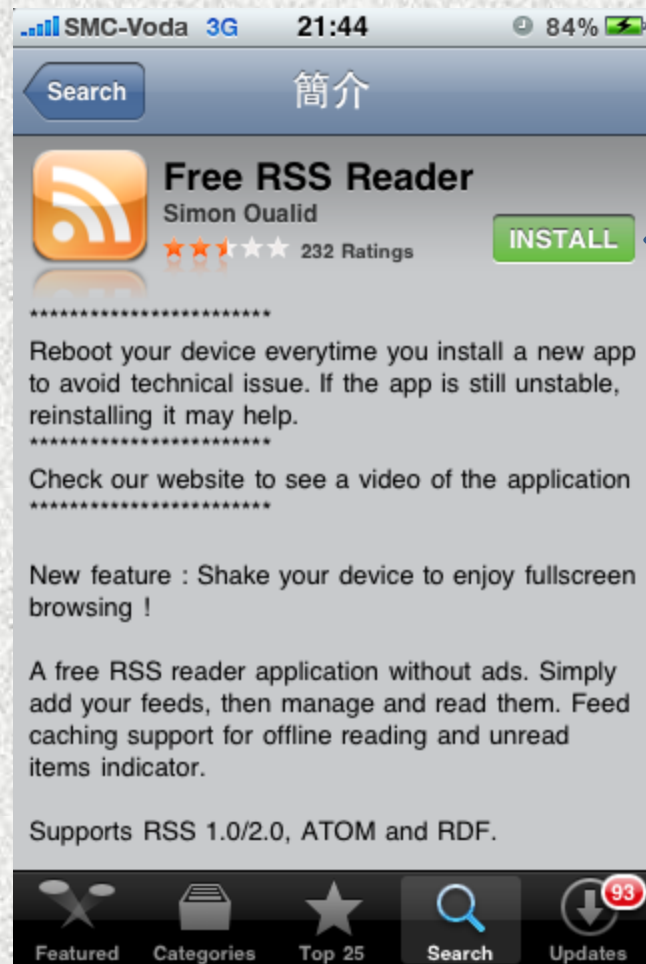 SMC-Voda 3G 21:44 84%
Search 簡介
Free RSS Reader
Simon Oualid
232 Ratings
INSTALL
************************
Reboot your device everytime you install a new app
to avoid technical issue. If the app is still unstable,
reinstalling it may help.
************************
Check our website to see a video of the application
************************
New feature : Shake your device to enjoy fullscreen
browsing !
A free RSS reader application without ads. Simply
add your feeds, then manage and read them. Feed
caching support for offline reading and unread
items indicator.
Supports RSS 1.0/2.0, ATOM and RDF.
93
Featured Categories Top 25 Search Updates